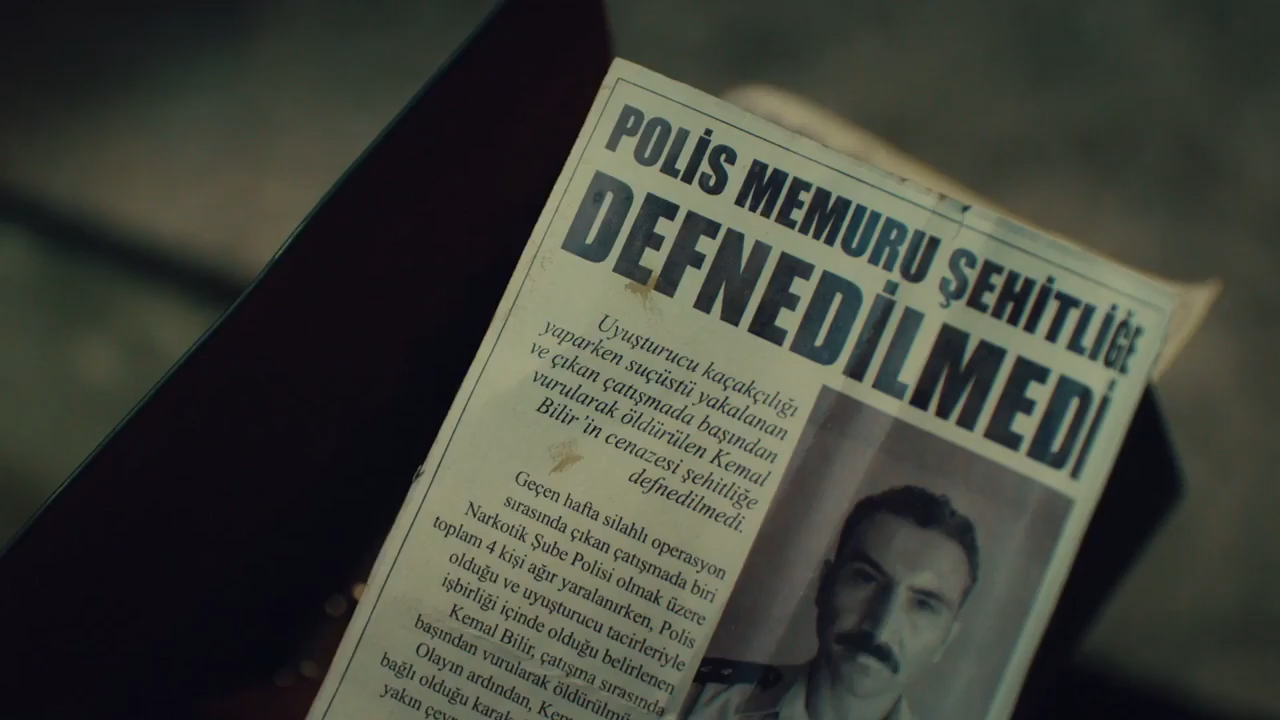 POLİS MEMURU ŞEHİTLİĞE
DEFNEDİLMEDİ
Uyuşturucu kaçakçılığı
yaparken suçüstü yakalanan
ve çıkan çatışmada başından
vurularak öldürülen Kemal
Bilir'in cenazesi şehitliğe
defnedilmedi.
Geçen hafta silahlı operasyon
sırasında çıkan çatışmada biri
Narkotik Şube Polisi olmak üzere
toplam 4 kişi ağır yaralanırken, Polis
olduğu ve uyuşturucu tacirleriyle
işbirliği içinde olduğu belirlenen
Kemal Bilir, çatışma sırasında
başından vurularak öldürülmü
Olayın ardından,
bağlı olduğu
yakın